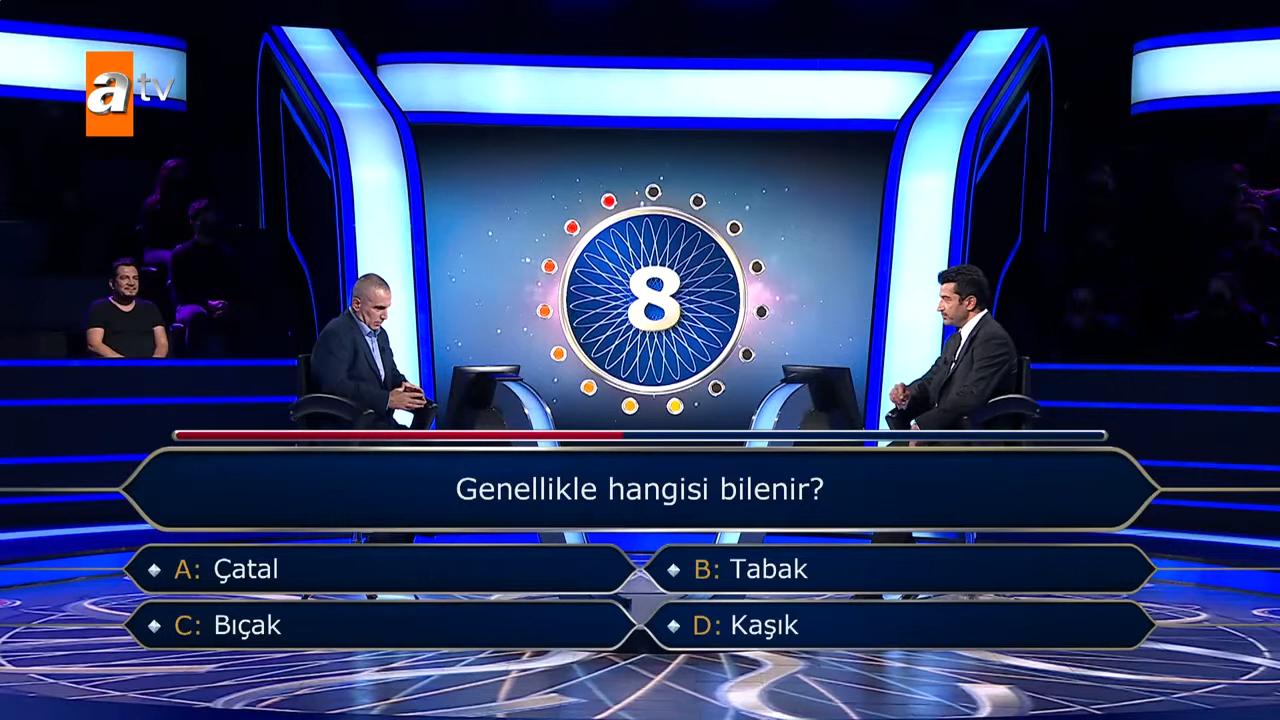 atv
8
Genellikle hangisi bilenir?
A: Çatal
B: Tabak
C: Bıçak
D: Kaşık